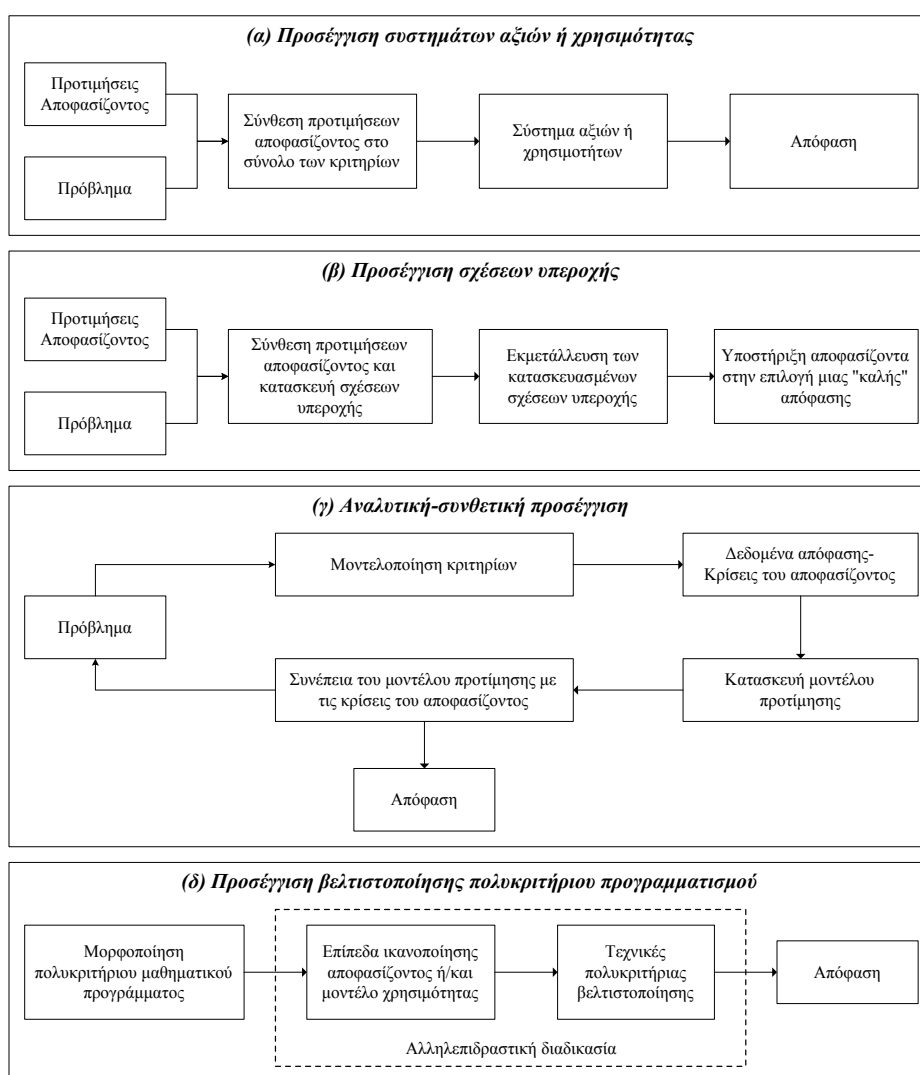 (α) Προσέγγιση συστημάτων αξιών ή χρησιμότητας
Προτιμήσεις
Αποφασίζοντος
Πρόβλημα
Σύνθεση προτιμήσεων
αποφασίζοντος στο
σύνολο των κριτηρίων
Σύστημα αξιών ή
χρησιμοτήτων
Απόφαση
(β) Προσέγγιση σχέσεων υπεροχής
Προτιμήσεις
Αποφασίζοντος
Πρόβλημα
Σύνθεση προτιμήσεων
αποφασίζοντος και
κατασκευή σχέσεων
υπεροχής
Εκμετάλλευση των
κατασκευασμένων
σχέσεων υπεροχής
Υποστήριξη αποφασίζοντα
στην επιλογή μιας "καλής"
απόφασης
(γ) Αναλυτική-συνθετική προσέγγιση
Πρόβλημα
Μοντελοποίηση κριτηρίων
Δεδομένα απόφασης-
Κρίσεις του αποφασίζοντος
Κατασκευή μοντέλου
προτίμησης
Συνέπεια του μοντέλου προτίμησης με
τις κρίσεις του αποφασίζοντος
Απόφαση
(δ) Προσέγγιση βελτιστοποίησης πολυκριτήριου προγραμματισμού
Μορφοποίηση
πολυκριτήριου μαθηματικού
προγράμματος
Επίπεδα ικανοποίησης
αποφασίζοντος ή/και
μοντέλο χρησιμότητας
Τεχνικές
πολυκριτήριας
βελτιστοποίησης
Απόφαση
Αλληλεπιδραστική διαδικασία